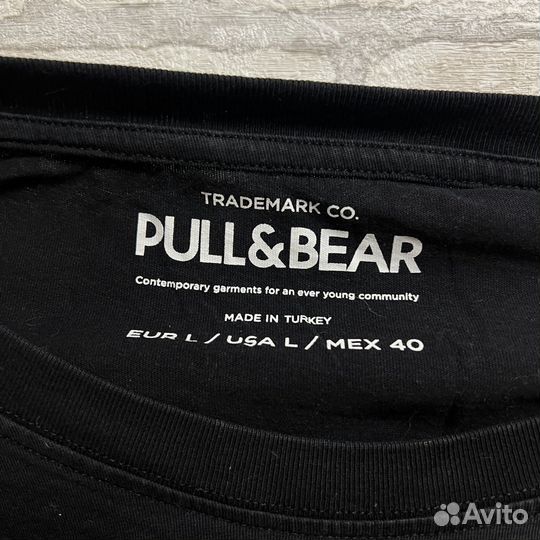 TRADEMARK CO.
PULL&BEAR
Contemporary garments for an ever young community
MADE IN TURKEY
EUR L / USA L / MEX 40
Avito